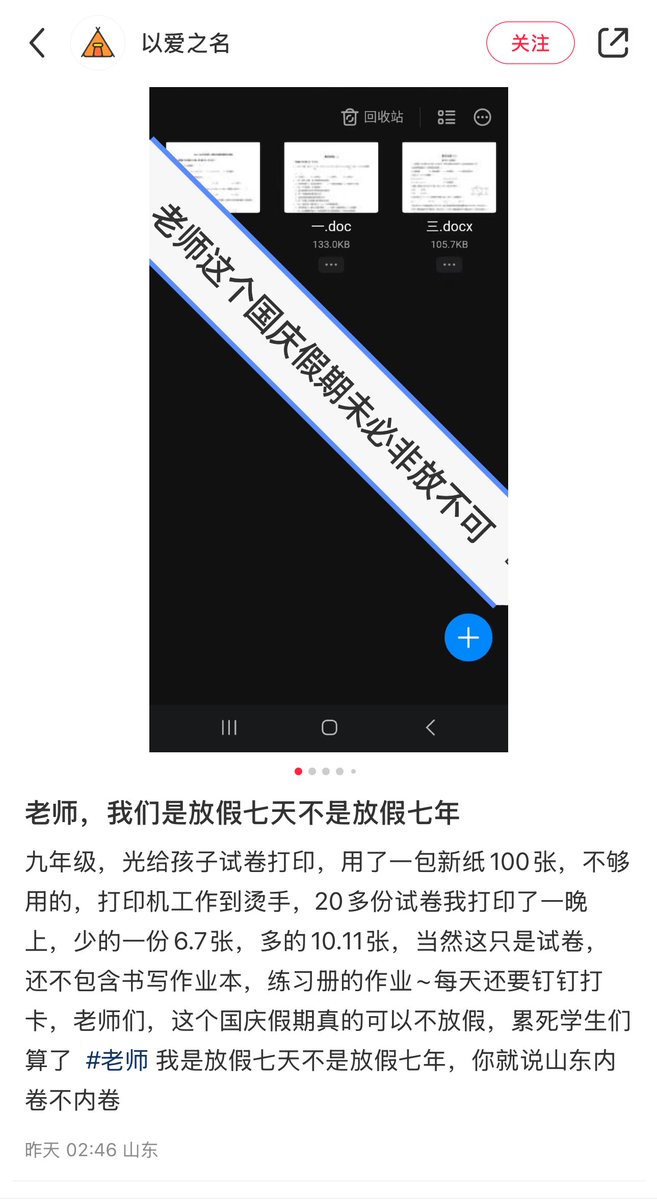 以爱之名
关注
回收站
一.doc
三.docx
133.0KB
105.7KB
老师这个国庆假期未必非放不可
老师，我们是放假七天不是放假七年
九年级，光给孩子试卷打印，用了一包新纸100张，不够
用的，打印机工作到烫手，20多份试卷我打印了一晚
上，少的一份6.7张，多的10.11张，当然这只是试卷，
还不包含书写作业本，练习册的作业~每天还要钉钉打
卡，老师们，这个国庆假期真的可以不放假，累死学生们
算了 #老师 我是放假七天不是放假七年，你就说山东内
卷不内卷
昨天 02:46 山东